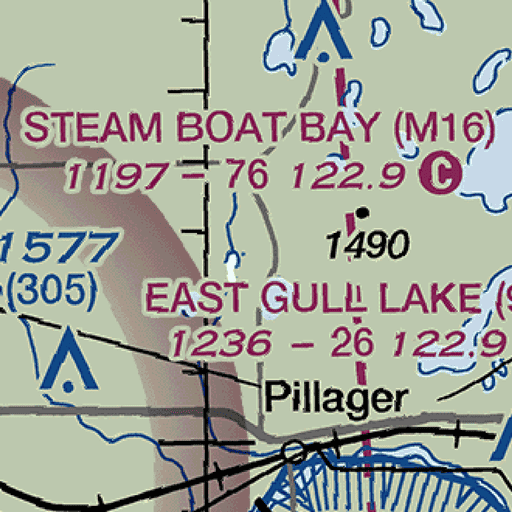 STEAM BOAT BAY (M16)
1197 - 76 122.9 C
1490
1577
(305)
EAST GULL LAKE (9
1236 - 26 122.9
Pillager